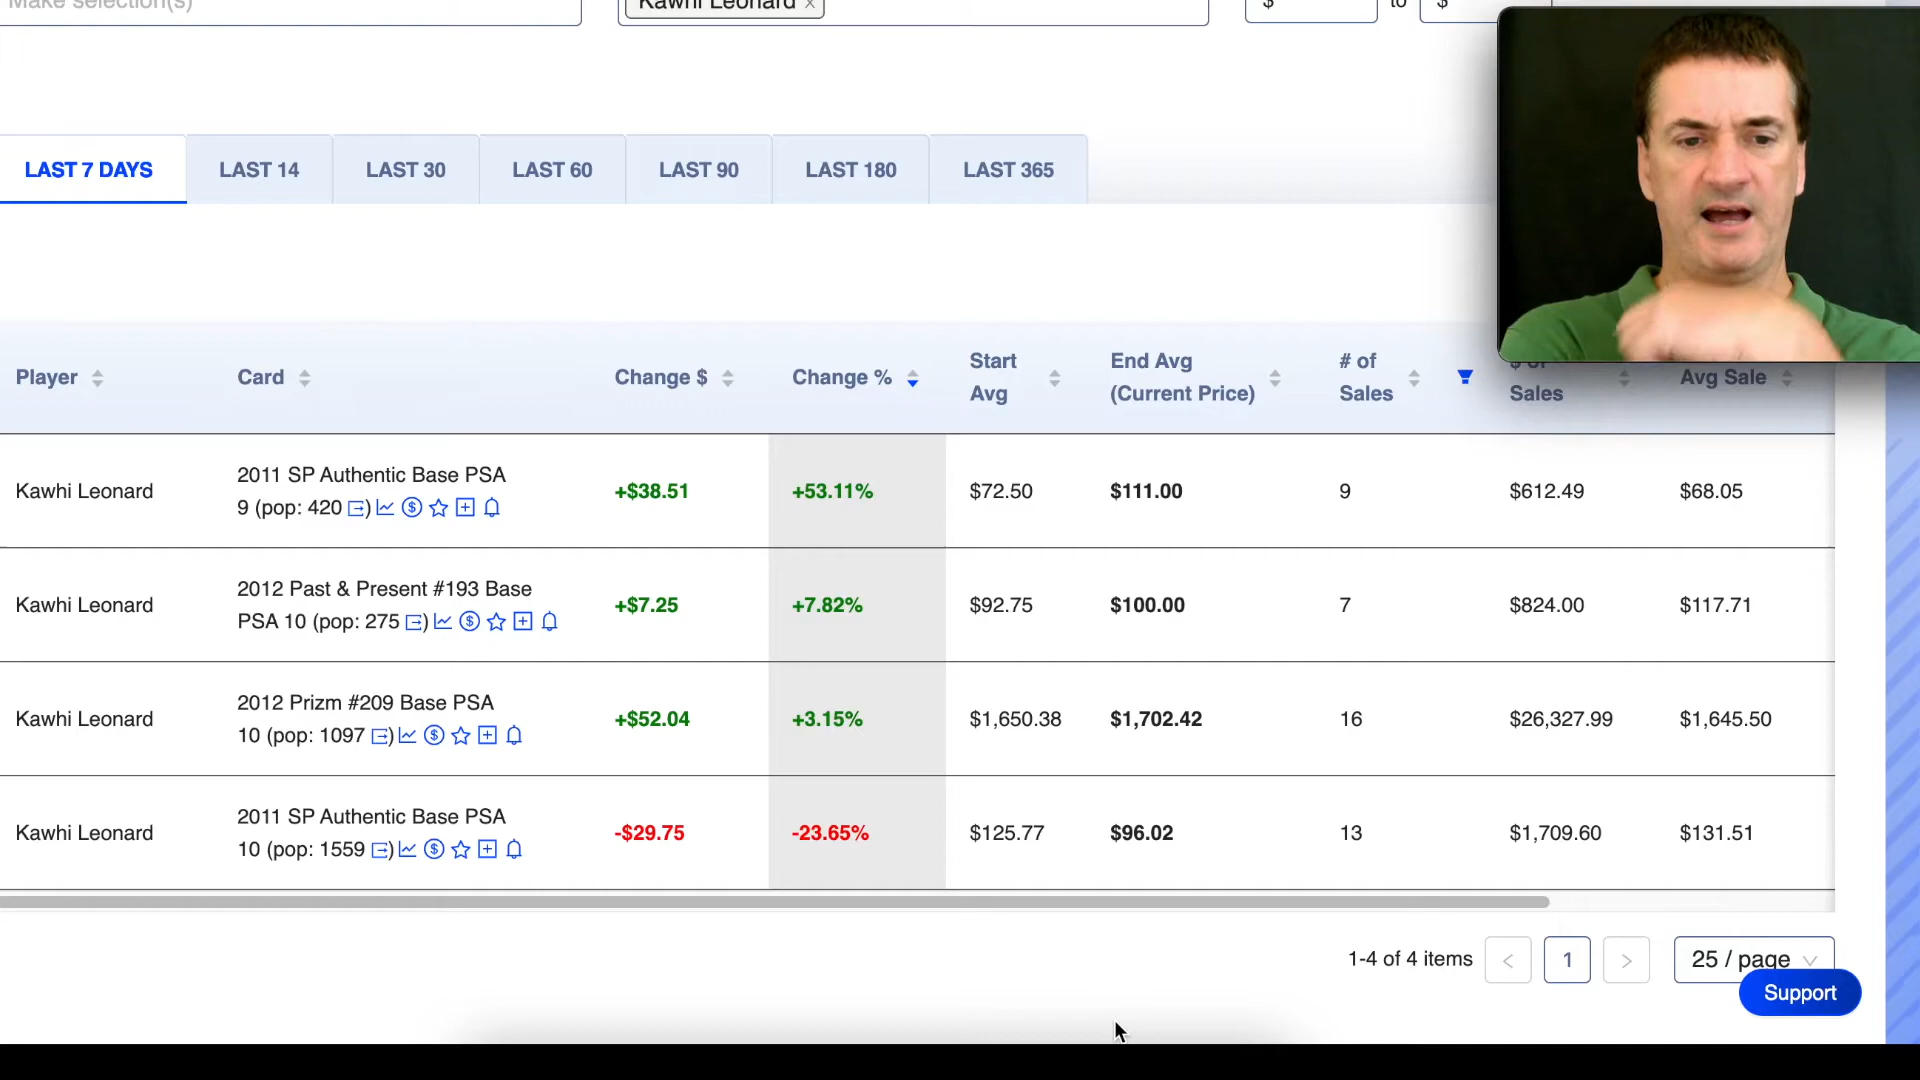 Make selection(s)
Kawhi Leonard x
$
to
$
LAST 7 DAYS
LAST 14
LAST 30
LAST 60
LAST 90
LAST 180
LAST 365
Player
Card
Change $
Change %
Start
Avg
End Avg
(Current Price)
# of
Sales
$ of
Sales
Avg Sale
Kawhi Leonard
2011 SP Authentic Base PSA
9 (pop: 420 )
+$38.51
+53.11%
$72.50
$111.00
9
$612.49
$68.05
Kawhi Leonard
2012 Past & Present #193 Base
PSA 10 (pop: 275 )
+$7.25
+7.82%
$92.75
$100.00
7
$824.00
$117.71
Kawhi Leonard
2012 Prizm #209 Base PSA
10 (pop: 1097 )
+$52.04
+3.15%
$1,650.38
$1,702.42
16
$26,327.99
$1,645.50
Kawhi Leonard
2011 SP Authentic Base PSA
10 (pop: 1559 )
-$29.75
-23.65%
$125.77
$96.02
13
$1,709.60
$131.51
1-4 of 4 items
<
1
>
25 / page
Support